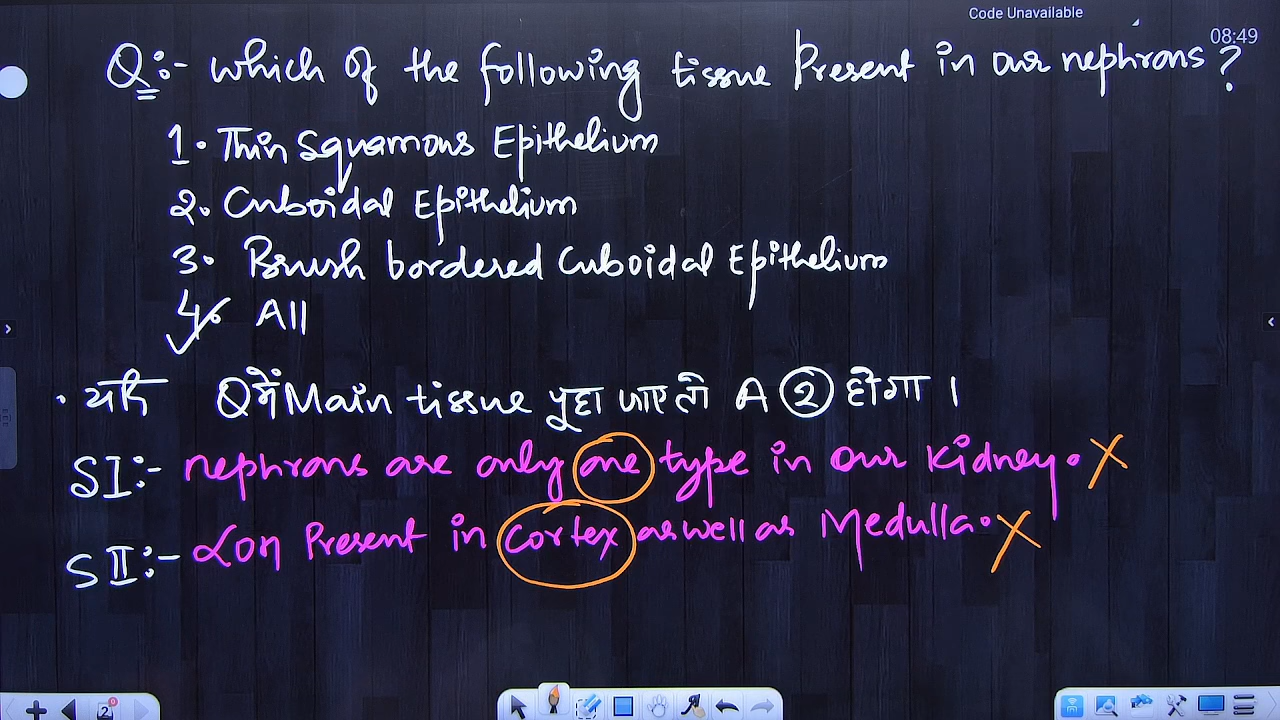 Code Unavailable
08:49
Q:- which of the following tissue Present in our nephrons?
1. Thin Squamous Epithelium
2. Cuboidal Epithelium
3. Brush bordered Cuboidal Epithelium
4. All
• यदि Q में Main tissue पूछा जाए तो A ② होगा ।
SI:- nephrons are only one type in our Kidney. X
SII:- LOH Present in cortex as well as Medulla. X
2